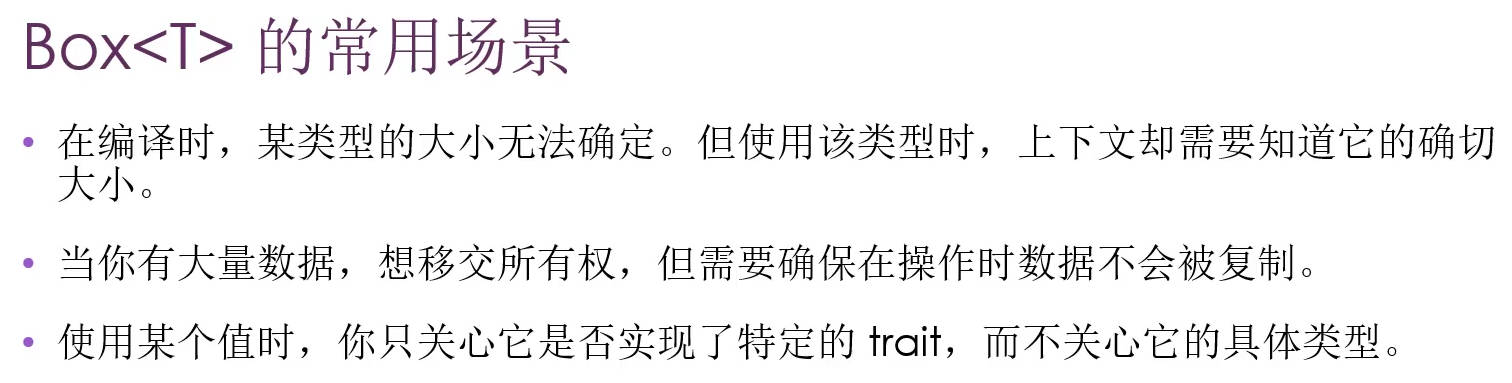 Box<T> 的常用场景
• 在编译时，某类型的大小无法确定。但使用该类型时，上下文却需要知道它的确切
大小。
• 当你有大量数据，想移交所有权，但需要确保在操作时数据不会被复制。
• 使用某个值时，你只关心它是否实现了特定的 trait，而不关心它的具体类型。